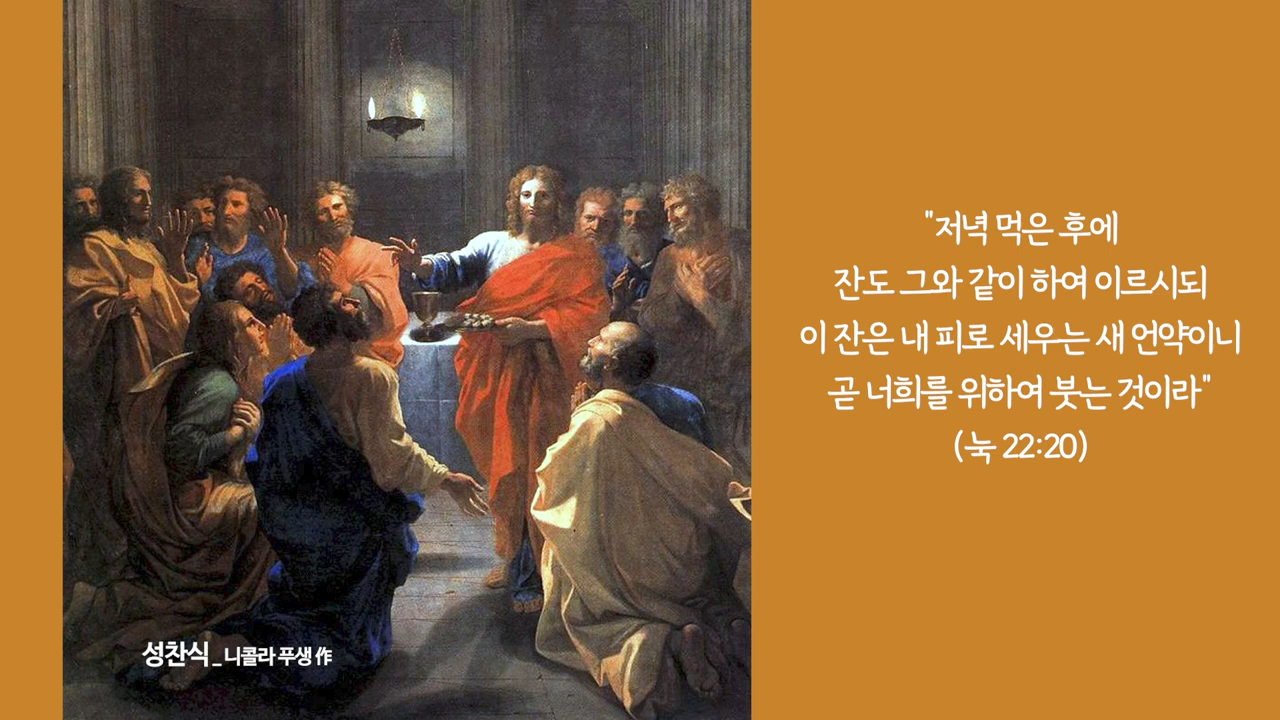 "저녁 먹은 후에
잔도 그와 같이 하여 이르시되
이 잔은 내 피로 세우는 새 언약이니
곧 너희를 위하여 붓는 것이라"
(눅 22:20)
성찬식 _ 니콜라 푸생 作